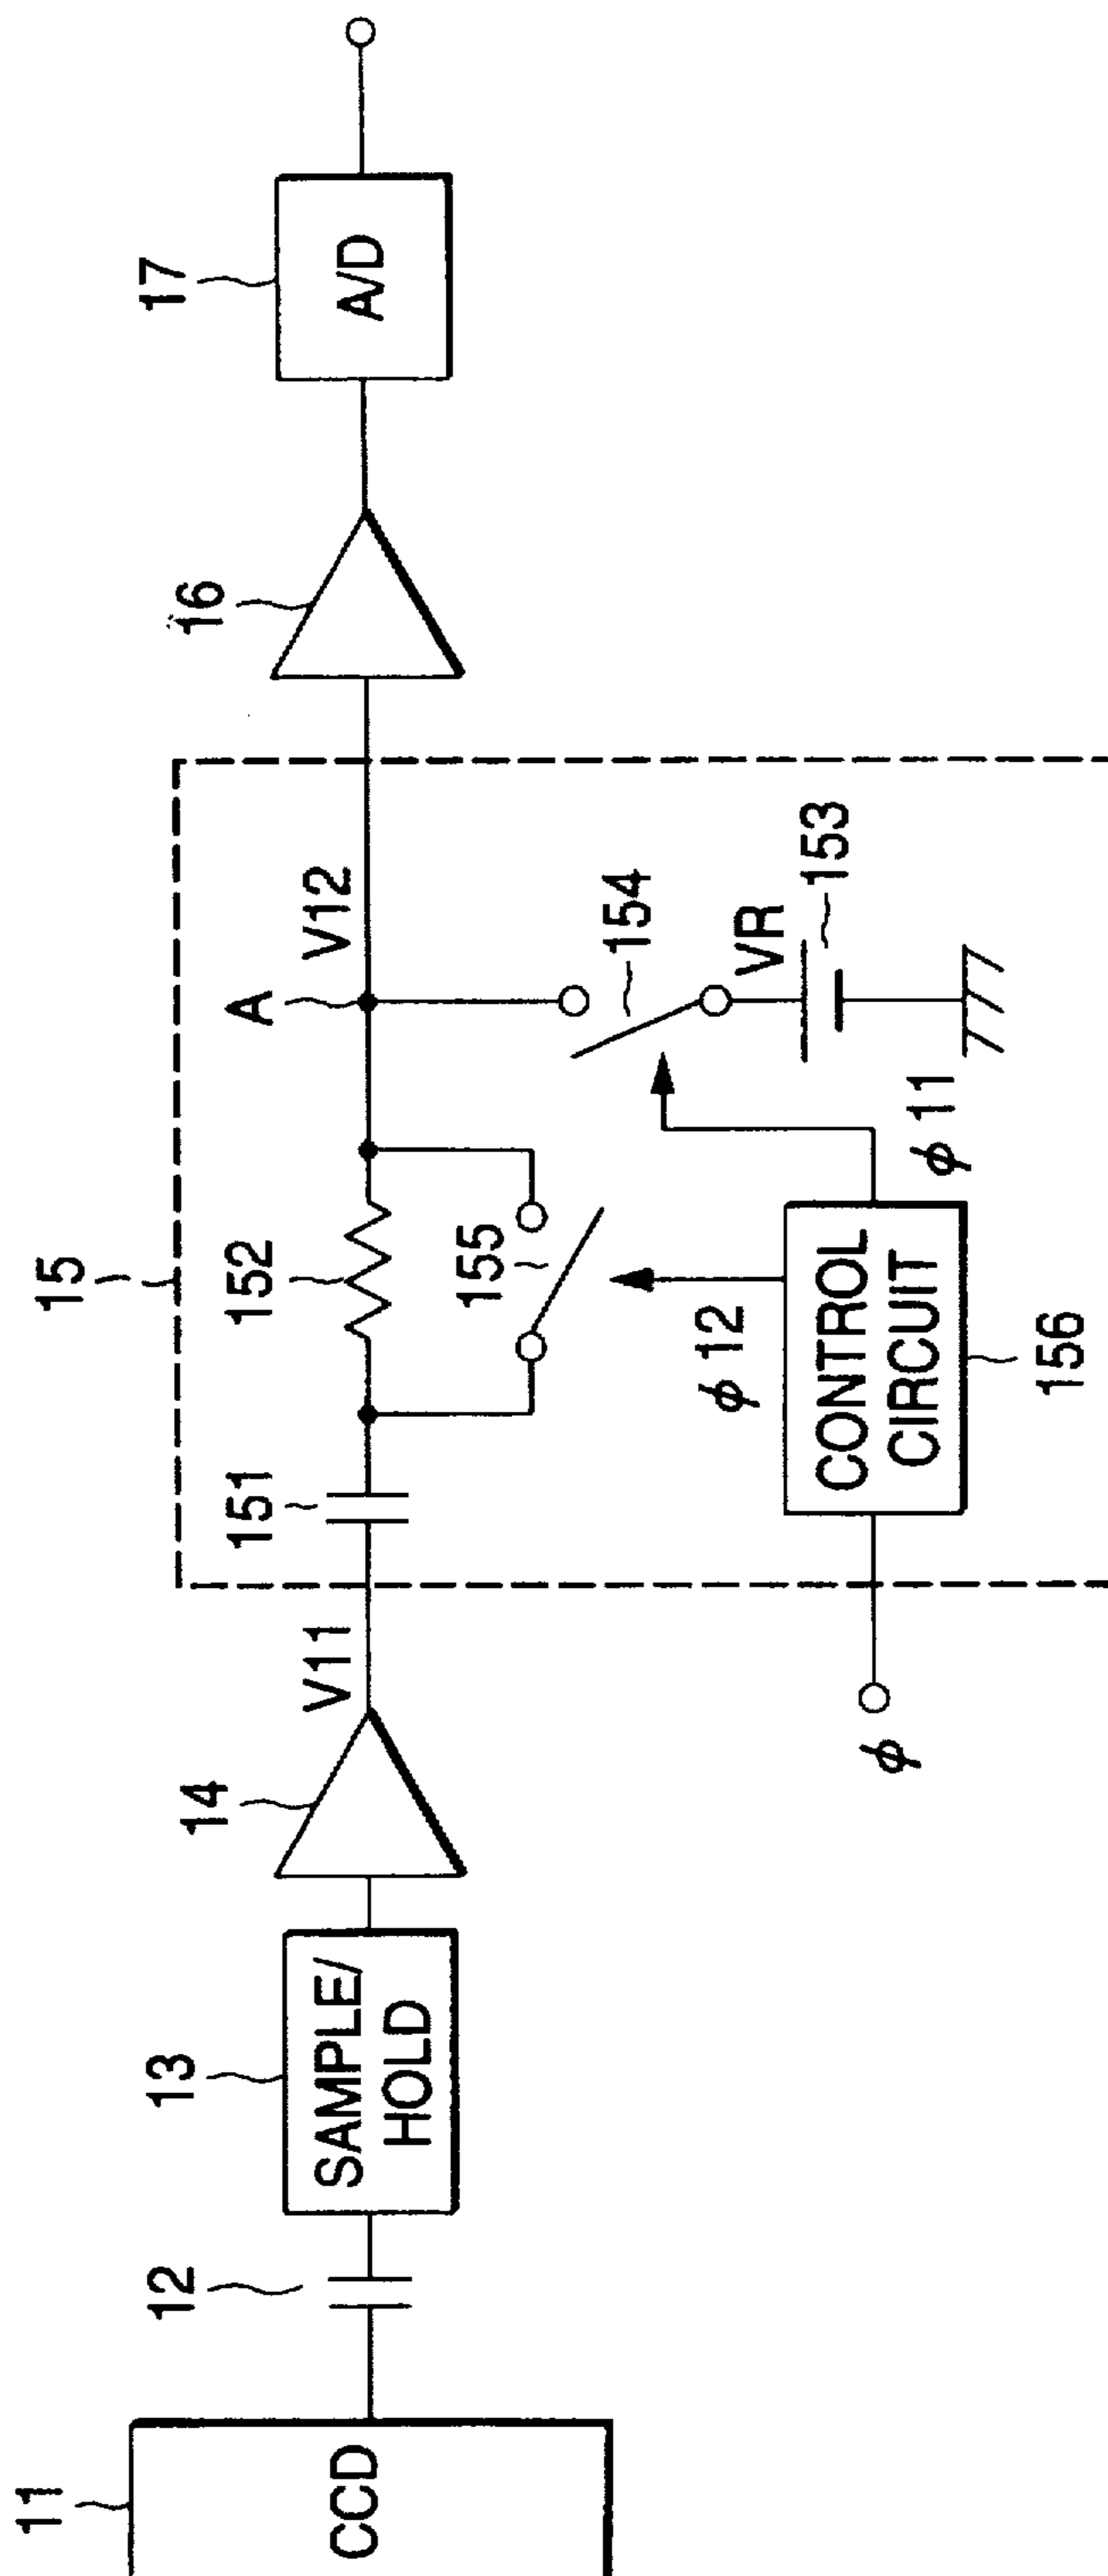 11
CCD
12
13
SAMPLE/
HOLD
14
V11
15
151
152
155
A
V12
154
VR
153
φ
φ 12
φ 11
CONTROL
CIRCUIT
156
16
17
A/D